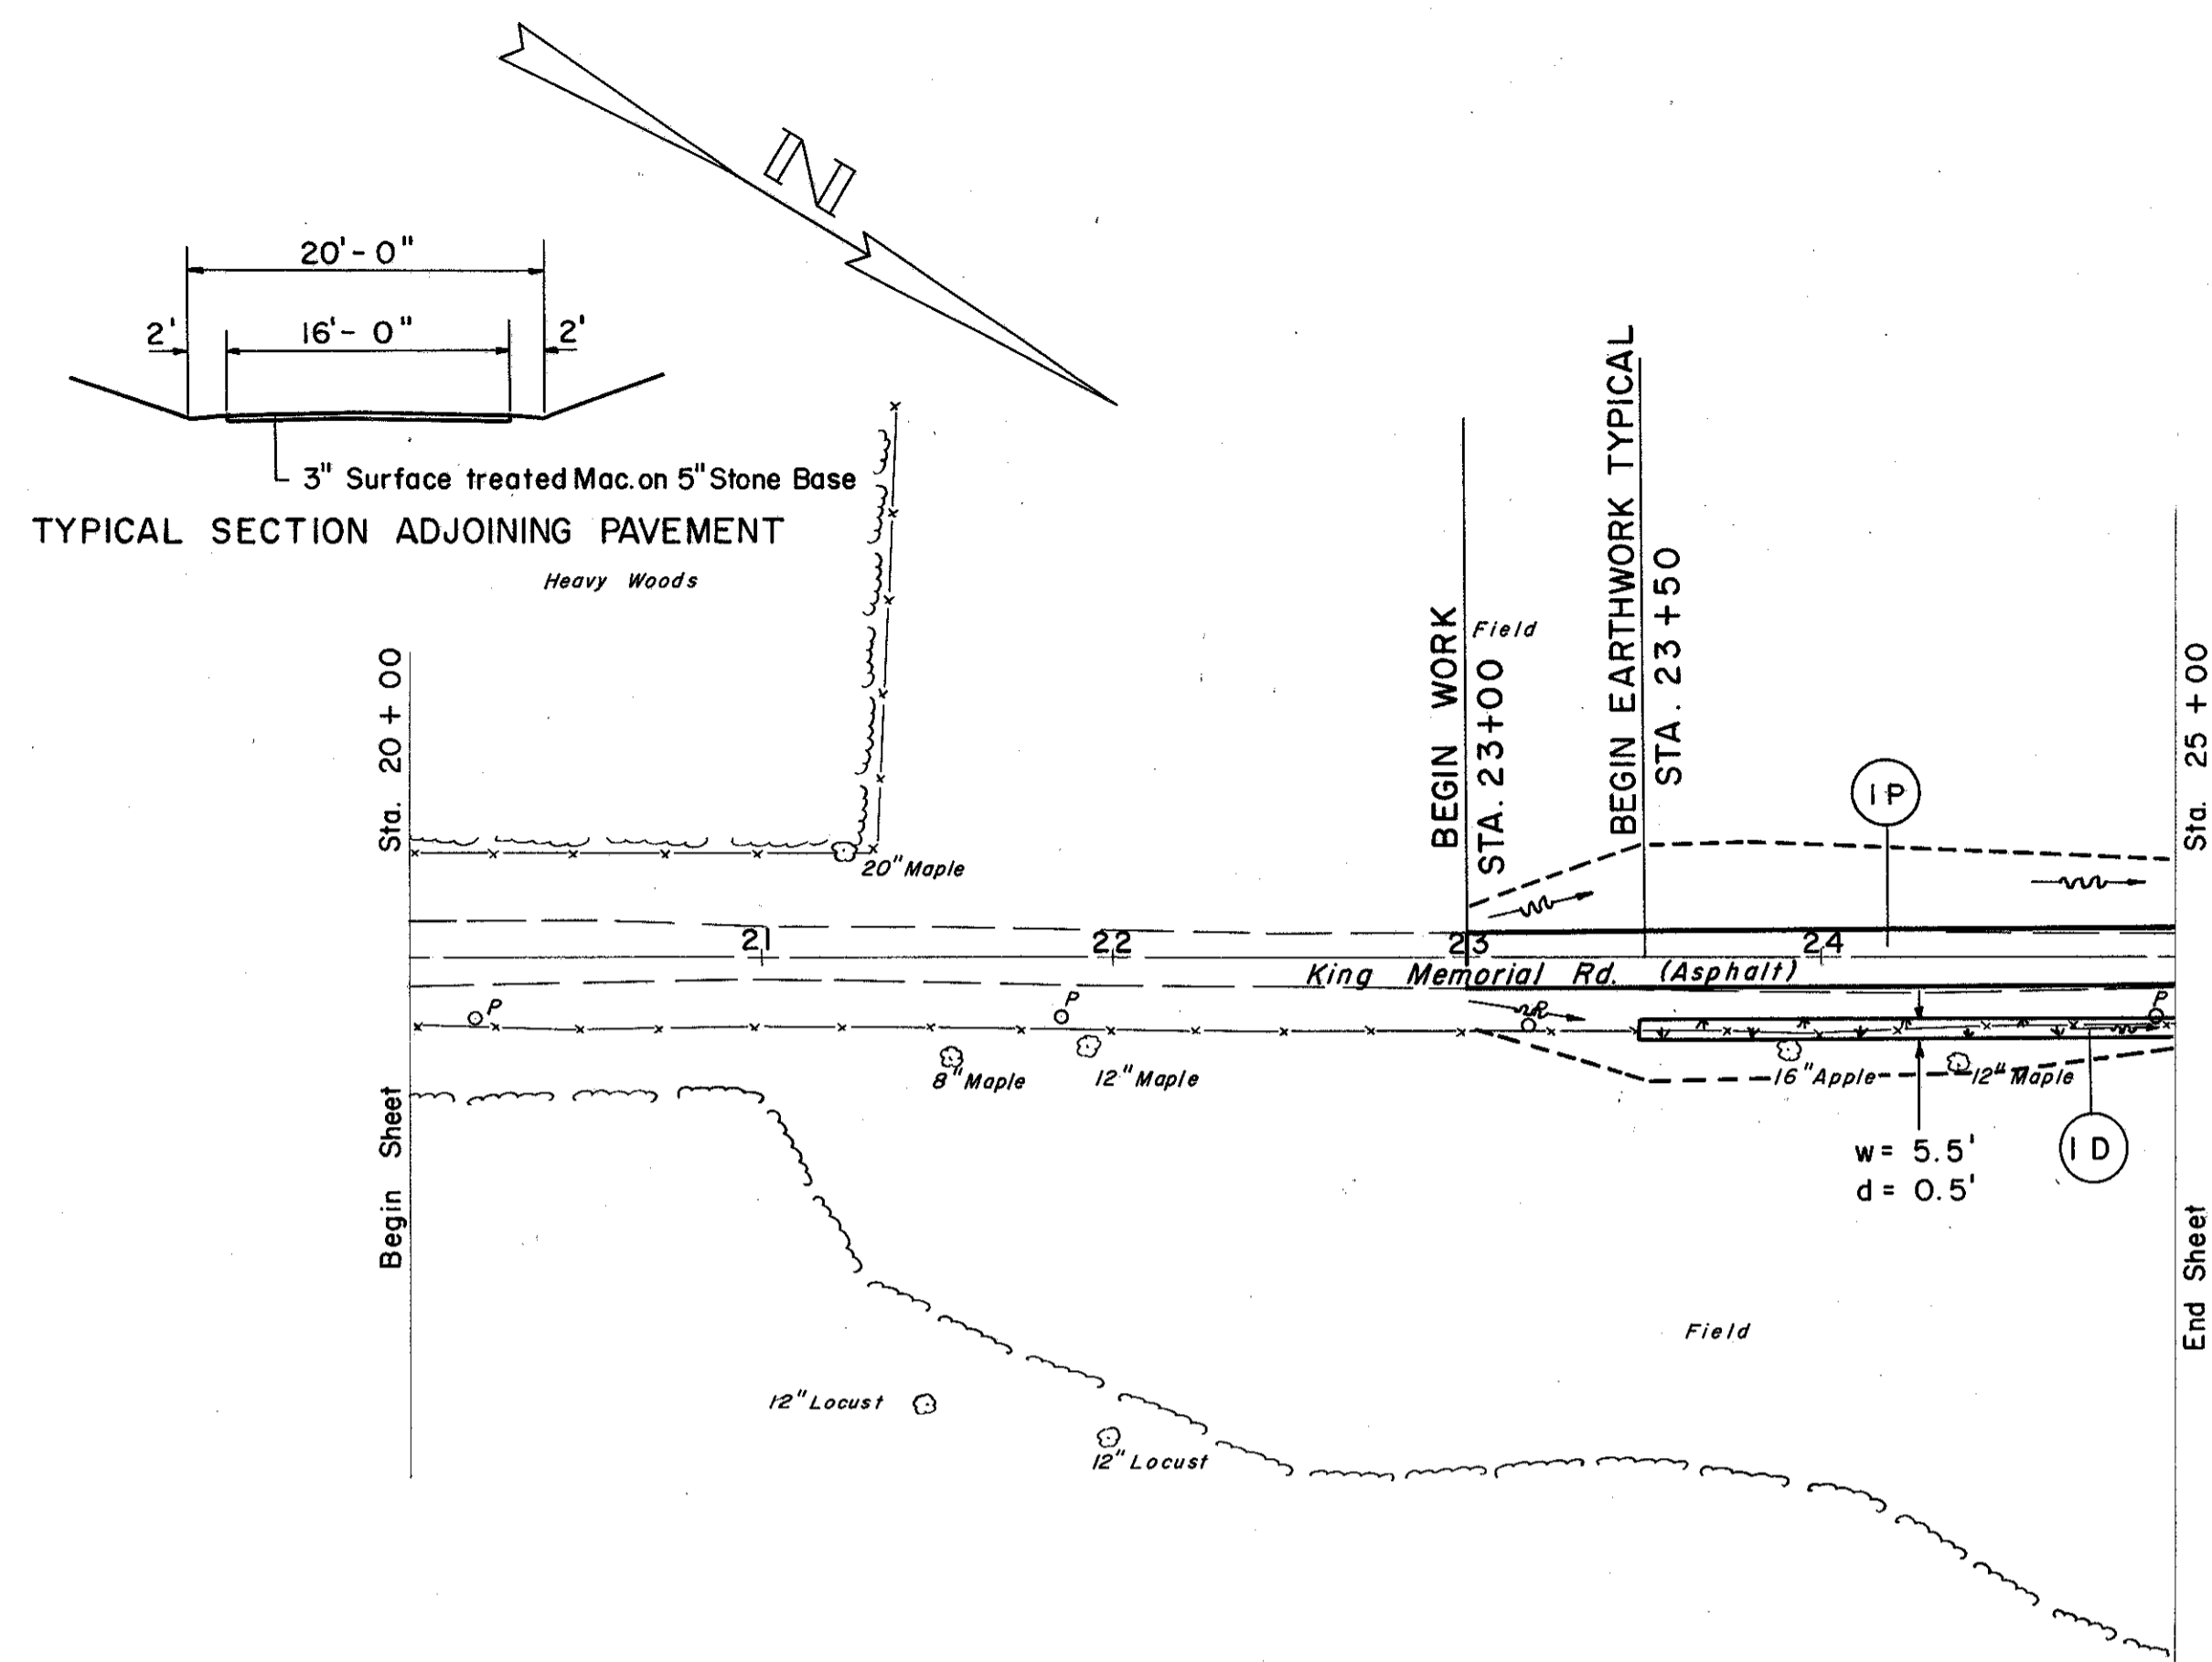 N
20'-0"
2' 16'-0" 2'
3" Surface treated Mac. on 5" Stone Base
TYPICAL SECTION ADJOINING PAVEMENT
Heavy Woods
Sta. 20 + 00
Begin Sheet
20" Maple
BEGIN WORK
STA. 23+00
Field
BEGIN EARTHWORK TYPICAL
STA. 23+50
1P
Sta. 25 + 00
End Sheet
21 22 23 24
King Memorial Rd. (Asphalt)
P P P P
8" Maple
12" Maple
16" Apple
12" Maple
w = 5.5'
d = 0.5'
1D
Field
12" Locust
12" Locust